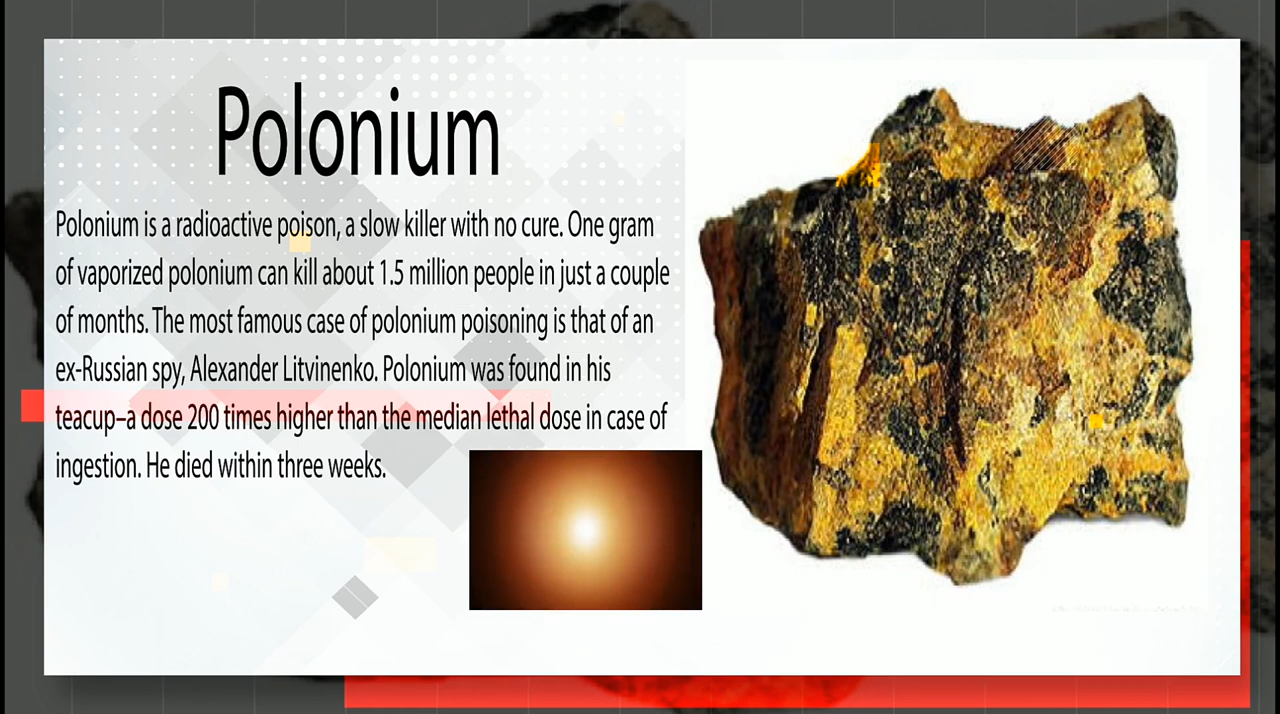 Polonium
Polonium is a radioactive poison, a slow killer with no cure. One gram
of vaporized polonium can kill about 1.5 million people in just a couple
of months. The most famous case of polonium poisoning is that of an
ex-Russian spy, Alexander Litvinenko. Polonium was found in his
teacup–a dose 200 times higher than the median lethal dose in case of
ingestion. He died within three weeks.